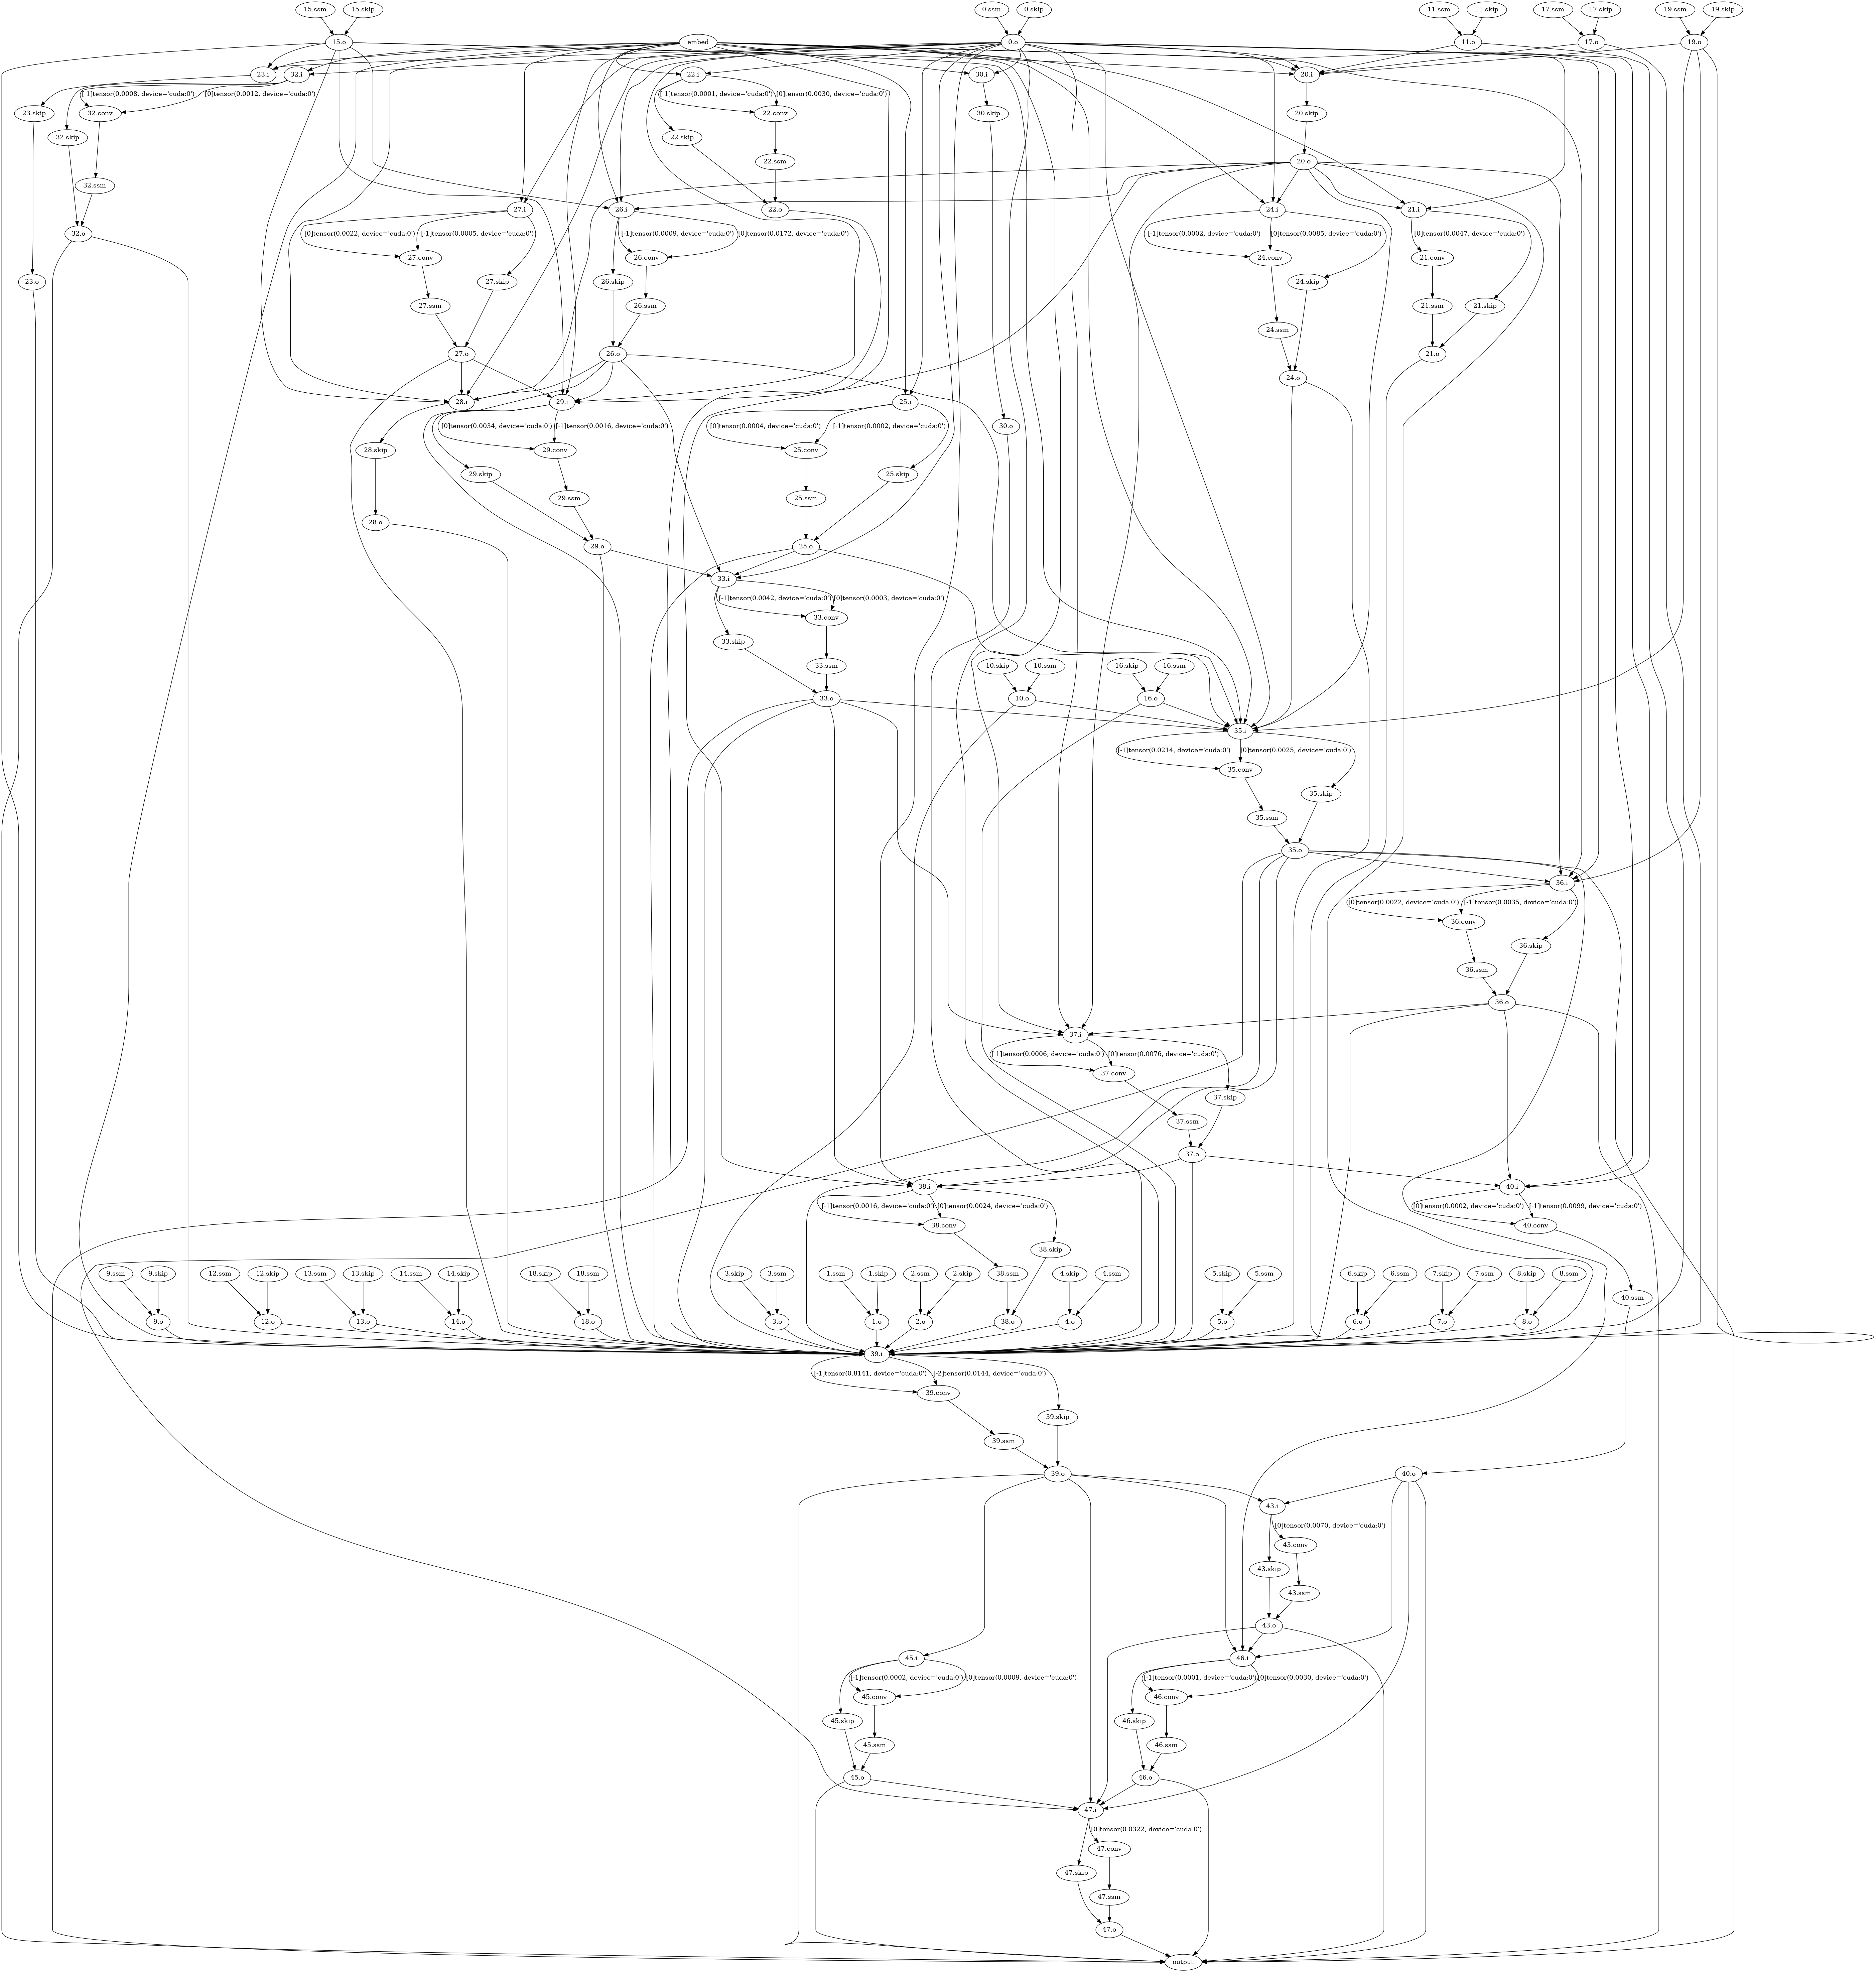 15.ssm 15.skip 0.ssm 0.skip 11.ssm 11.skip 17.ssm 17.skip 19.ssm 19.skip
15.o embed 0.o 11.o 17.o 19.o
23.i 32.i 22.i 30.i 20.i
[-1]tensor(0.0008, device='cuda:0') [0]tensor(0.0012, device='cuda:0') [-1]tensor(0.0001, device='cuda:0') [0]tensor(0.0030, device='cuda:0')
23.skip 32.conv 22.conv 30.skip 20.skip
32.skip 22.skip
22.ssm 20.o
32.ssm
27.i 26.i 22.o 24.i 21.i
32.o [0]tensor(0.0022, device='cuda:0') [-1]tensor(0.0005, device='cuda:0') [-1]tensor(0.0009, device='cuda:0') [0]tensor(0.0172, device='cuda:0') [-1]tensor(0.0002, device='cuda:0') [0]tensor(0.0085, device='cuda:0') [0]tensor(0.0047, device='cuda:0')
27.conv 26.conv 24.conv 21.conv
23.o 27.skip 26.skip 24.skip
27.ssm 26.ssm 21.ssm 21.skip
24.ssm
27.o 26.o 21.o
24.o
28.i 29.i 25.i
[0]tensor(0.0034, device='cuda:0') [-1]tensor(0.0016, device='cuda:0') [0]tensor(0.0004, device='cuda:0') [-1]tensor(0.0002, device='cuda:0') 30.o
28.skip 29.conv 25.conv
29.skip 25.skip
29.ssm 25.ssm
28.o
29.o 25.o
33.i
[-1]tensor(0.0042, device='cuda:0') [0]tensor(0.0003, device='cuda:0')
33.conv
33.skip
33.ssm 10.skip 10.ssm 16.skip 16.ssm
33.o 10.o 16.o
35.i
[-1]tensor(0.0214, device='cuda:0') [0]tensor(0.0025, device='cuda:0')
35.conv
35.skip
35.ssm
35.o
36.i
[0]tensor(0.0022, device='cuda:0') [-1]tensor(0.0035, device='cuda:0')
36.conv
36.skip
36.ssm
36.o
37.i
[-1]tensor(0.0006, device='cuda:0') [0]tensor(0.0076, device='cuda:0')
37.conv
37.skip
37.ssm
37.o
38.i 40.i
[-1]tensor(0.0016, device='cuda:0') [0]tensor(0.0024, device='cuda:0') [0]tensor(0.0002, device='cuda:0') [-1]tensor(0.0099, device='cuda:0')
38.conv 40.conv
38.skip
9.ssm 9.skip 12.ssm 12.skip 13.ssm 13.skip 14.ssm 14.skip 18.skip 18.ssm 3.skip 3.ssm 1.ssm 1.skip 2.ssm 2.skip 38.ssm 4.skip 4.ssm 5.skip 5.ssm 6.skip 6.ssm 7.skip 7.ssm 8.skip 8.ssm
40.ssm
9.o 12.o 13.o 14.o 18.o 3.o 1.o 2.o 38.o 4.o 5.o 6.o 7.o 8.o
39.i
[-1]tensor(0.8141, device='cuda:0') [-2]tensor(0.0144, device='cuda:0')
39.conv
39.skip
39.ssm
39.o 40.o
43.i
[0]tensor(0.0070, device='cuda:0')
43.conv
43.skip
43.ssm
43.o
45.i 46.i
[-1]tensor(0.0002, device='cuda:0') [0]tensor(0.0009, device='cuda:0') [-1]tensor(0.0001, device='cuda:0') [0]tensor(0.0030, device='cuda:0')
45.conv 46.conv
45.skip 46.skip
45.ssm 46.ssm
45.o 46.o
47.i
[0]tensor(0.0322, device='cuda:0')
47.conv
47.skip
47.ssm
47.o
output